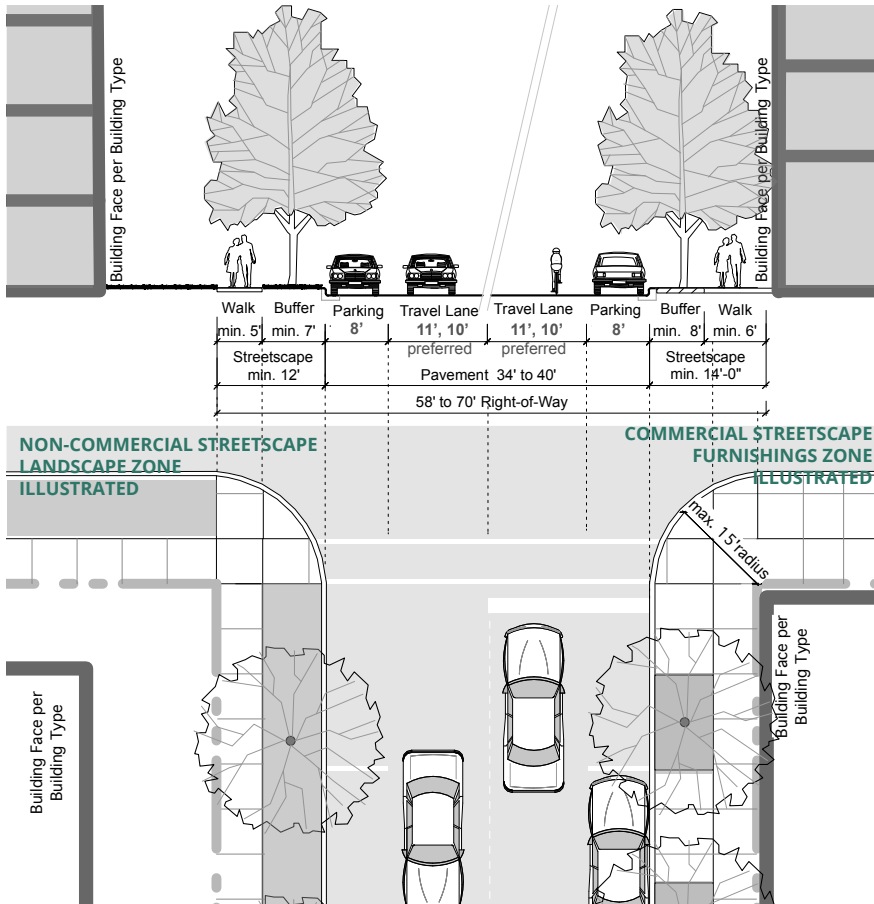 Building Face per Building Type
Building Face per Building Type
Walk
min. 5'
Buffer
min. 7'
Parking
8’
Travel Lane
11’, 10’
preferred
Travel Lane
11’, 10’
preferred
Parking
8’
Buffer
min. 8'
Walk
min. 6'
Streetscape
min. 12'
Pavement 34' to 40'
Streetscape
min. 14'-0"
58' to 70' Right-of-Way
NON-COMMERCIAL STREETSCAPE
LANDSCAPE ZONE
ILLUSTRATED
COMMERCIAL STREETSCAPE
FURNISHINGS ZONE
ILLUSTRATED
max. 15'radius
Building Face per
Building Type
Building Face per
Building Type